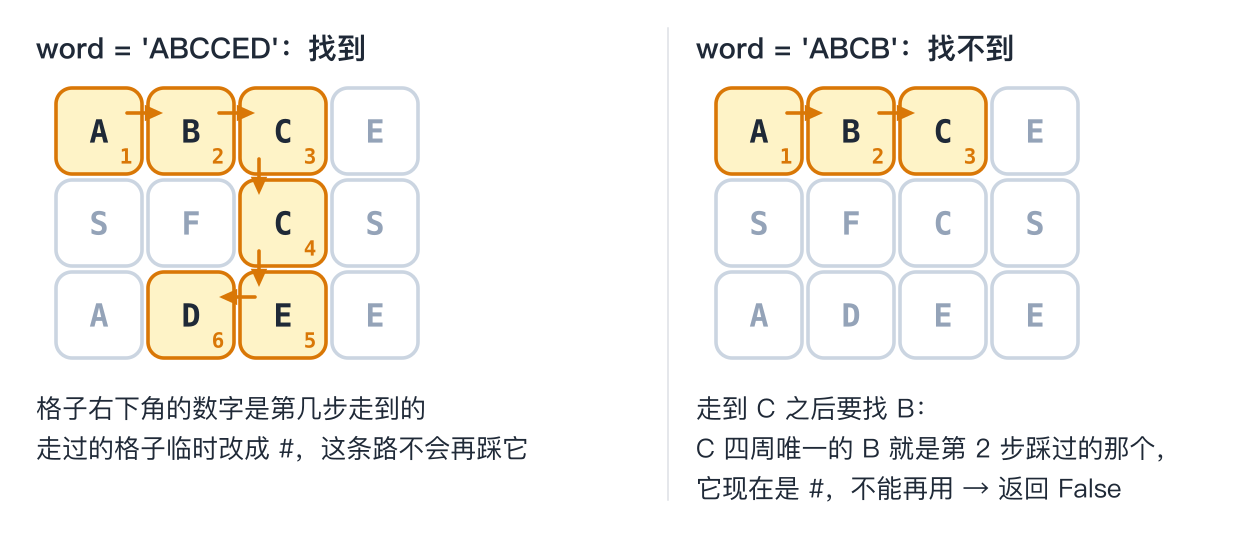 word = 'ABCCED'：找到
A 1 B 2 C 3 E
S F C 4 S
A D 6 E 5 E
格子右下角的数字是第几步走到的
走过的格子临时改成 #，这条路不会再踩它
word = 'ABCB'：找不到
A 1 B 2 C 3 E
S F C S
A D E E
走到 C 之后要找 B：
C 四周唯一的 B 就是第 2 步踩过的那个，
它现在是 #，不能再用 → 返回 False